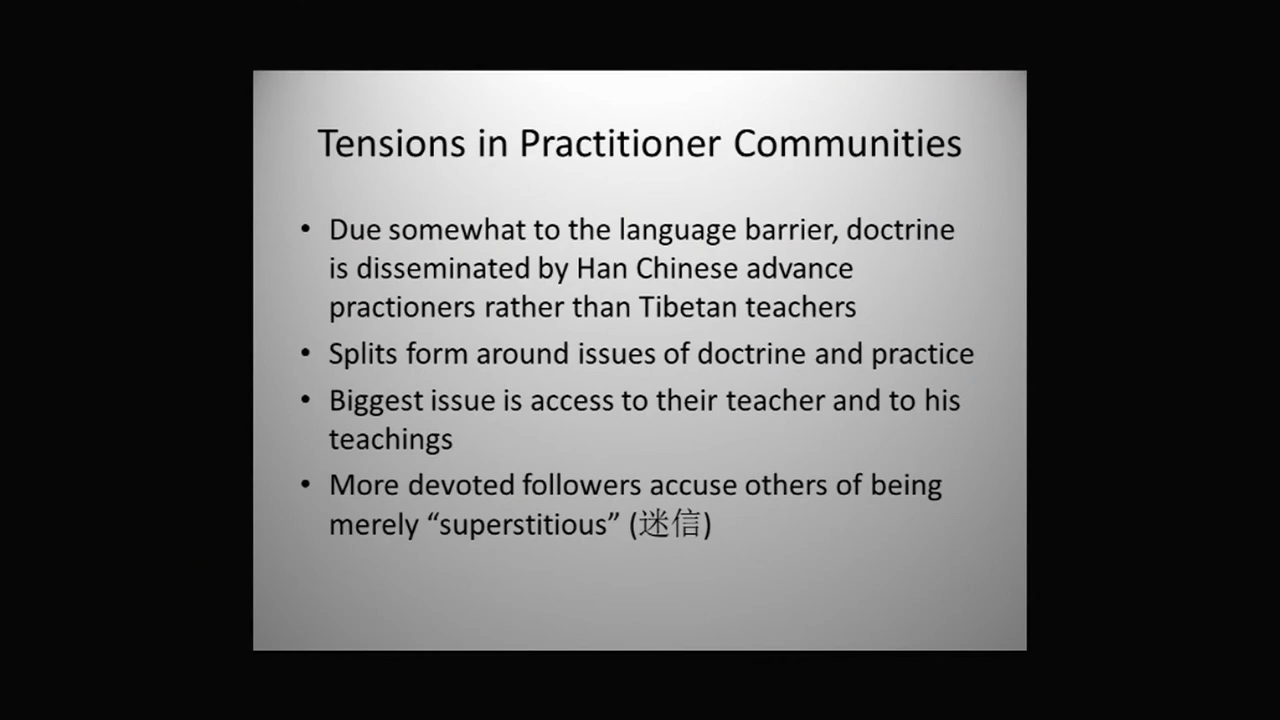 Tensions in Practitioner Communities
• Due somewhat to the language barrier, doctrine
is disseminated by Han Chinese advance
practioners rather than Tibetan teachers
• Splits form around issues of doctrine and practice
• Biggest issue is access to their teacher and to his
teachings
• More devoted followers accuse others of being
merely “superstitious” (迷信)